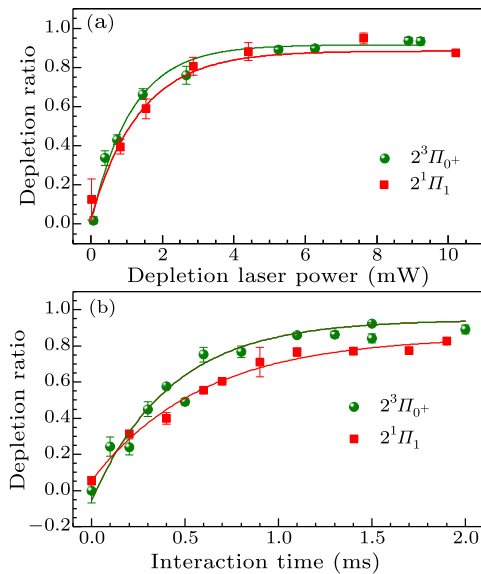 (a)
Depletion ratio
1.0
0.8
0.6
0.4
0.2
0.0
2³Π₀⁺
2¹Π₁
0 2 4 6 8 10
Depletion laser power (mW)
(b)
Depletion ratio
1.0
0.8
0.6
0.4
0.2
0.0
−0.2
2³Π₀⁺
2¹Π₁
0.0 0.5 1.0 1.5 2.0
Interaction time (ms)